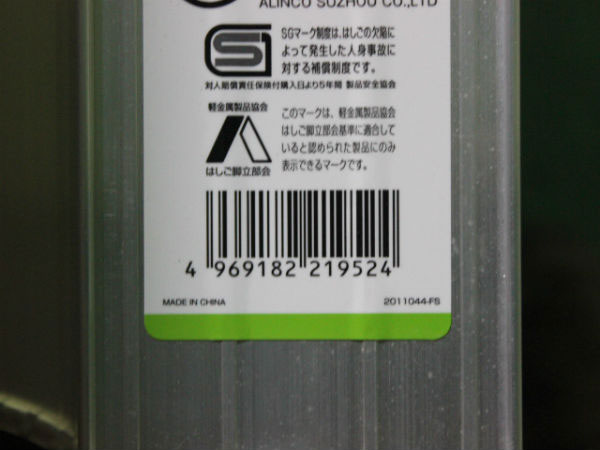 ALINCO SUZHOU CO.,LTD
SG
SGマーク制度は、はしごの欠陥に
よって発生した人身事故に
対する補償制度です。
対人賠償責任保険付購入日より5年間 製品安全協会
軽金属製品協会
はしご脚立部会
このマークは、軽金属製品協会
はしご脚立部会基準に適合して
いると認められた製品にのみ
表示できるマークです。
4 969182 219524
MADE IN CHINA
2011044-FS